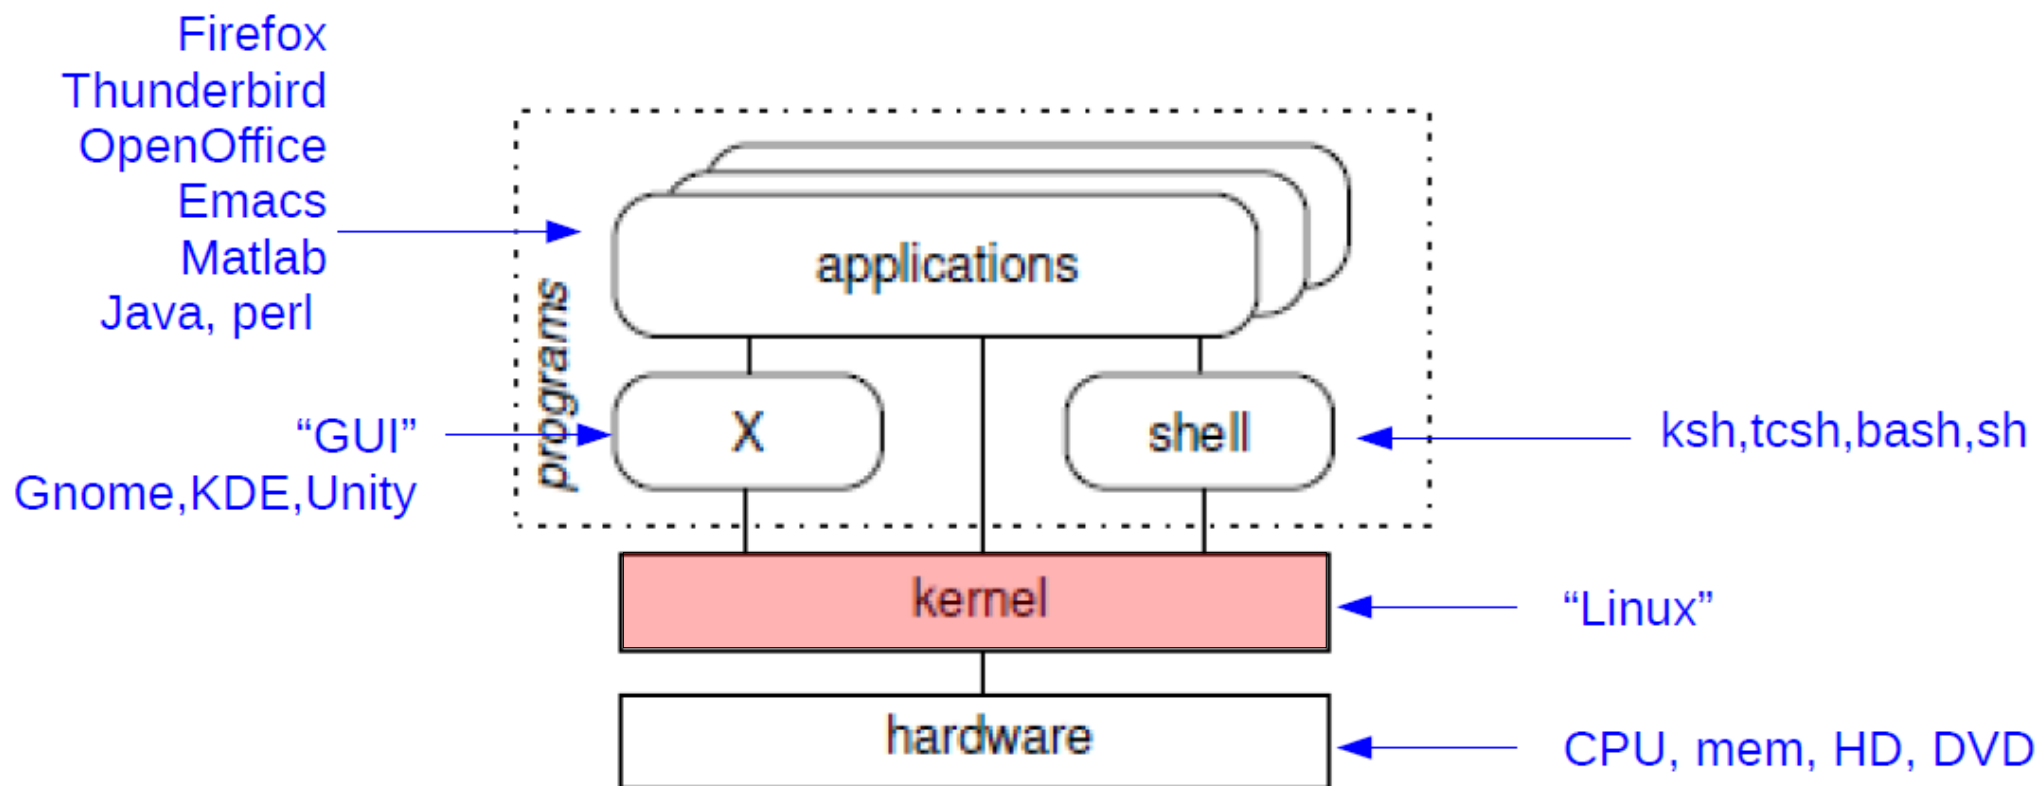 Firefox
Thunderbird
OpenOffice
Emacs
Matlab
Java, perl
applications
programs
“GUI”
Gnome,KDE,Unity
X
shell
ksh,tcsh,bash,sh
kernel
“Linux”
hardware
CPU, mem, HD, DVD